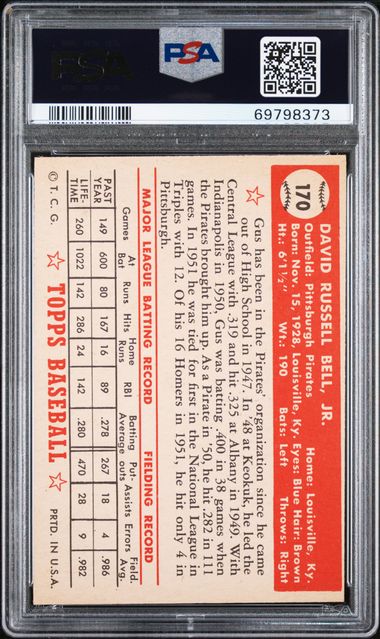 PSA
PSA
69798373
170
DAVID RUSSELL BELL, JR.
Outfield: Pittsburgh Pirates Home: Louisville, Ky.
Born: Nov. 15, 1928, Louisville, Ky. Eyes: Blue Hair: Brown
Ht.: 6'1½" Wt.: 190 Bats: Left Throws: Right
Gus has been in the Pirates' organization since he came
out of High School in 1947. In '48 at Keokuk, he led the
Central League with .319 and hit .325 at Albany in 1949. With
Indianapolis in 1950, Gus was batting .400 in 38 games when
the Pirates brought him up. As a Pirate in '50, he hit .282 in 111
games. In 1951 he was tied for first in the National League in
Triples with 12. Of his 16 Homers in 1951, he hit only 4 in
Pittsburgh.
MAJOR LEAGUE BATTING RECORD FIELDING RECORD
Games At Bat Runs Hits Home Runs RBI Batting Average Put-outs Assists Errors Field. Avg.
PAST YEAR 149 600 80 167 16 89 .278 267 18 4 .986
LIFE-TIME 260 1022 142 286 24 142 .280 470 28 9 .982
© T. C. G. TOPPS BASEBALL PRTD. IN U.S.A.